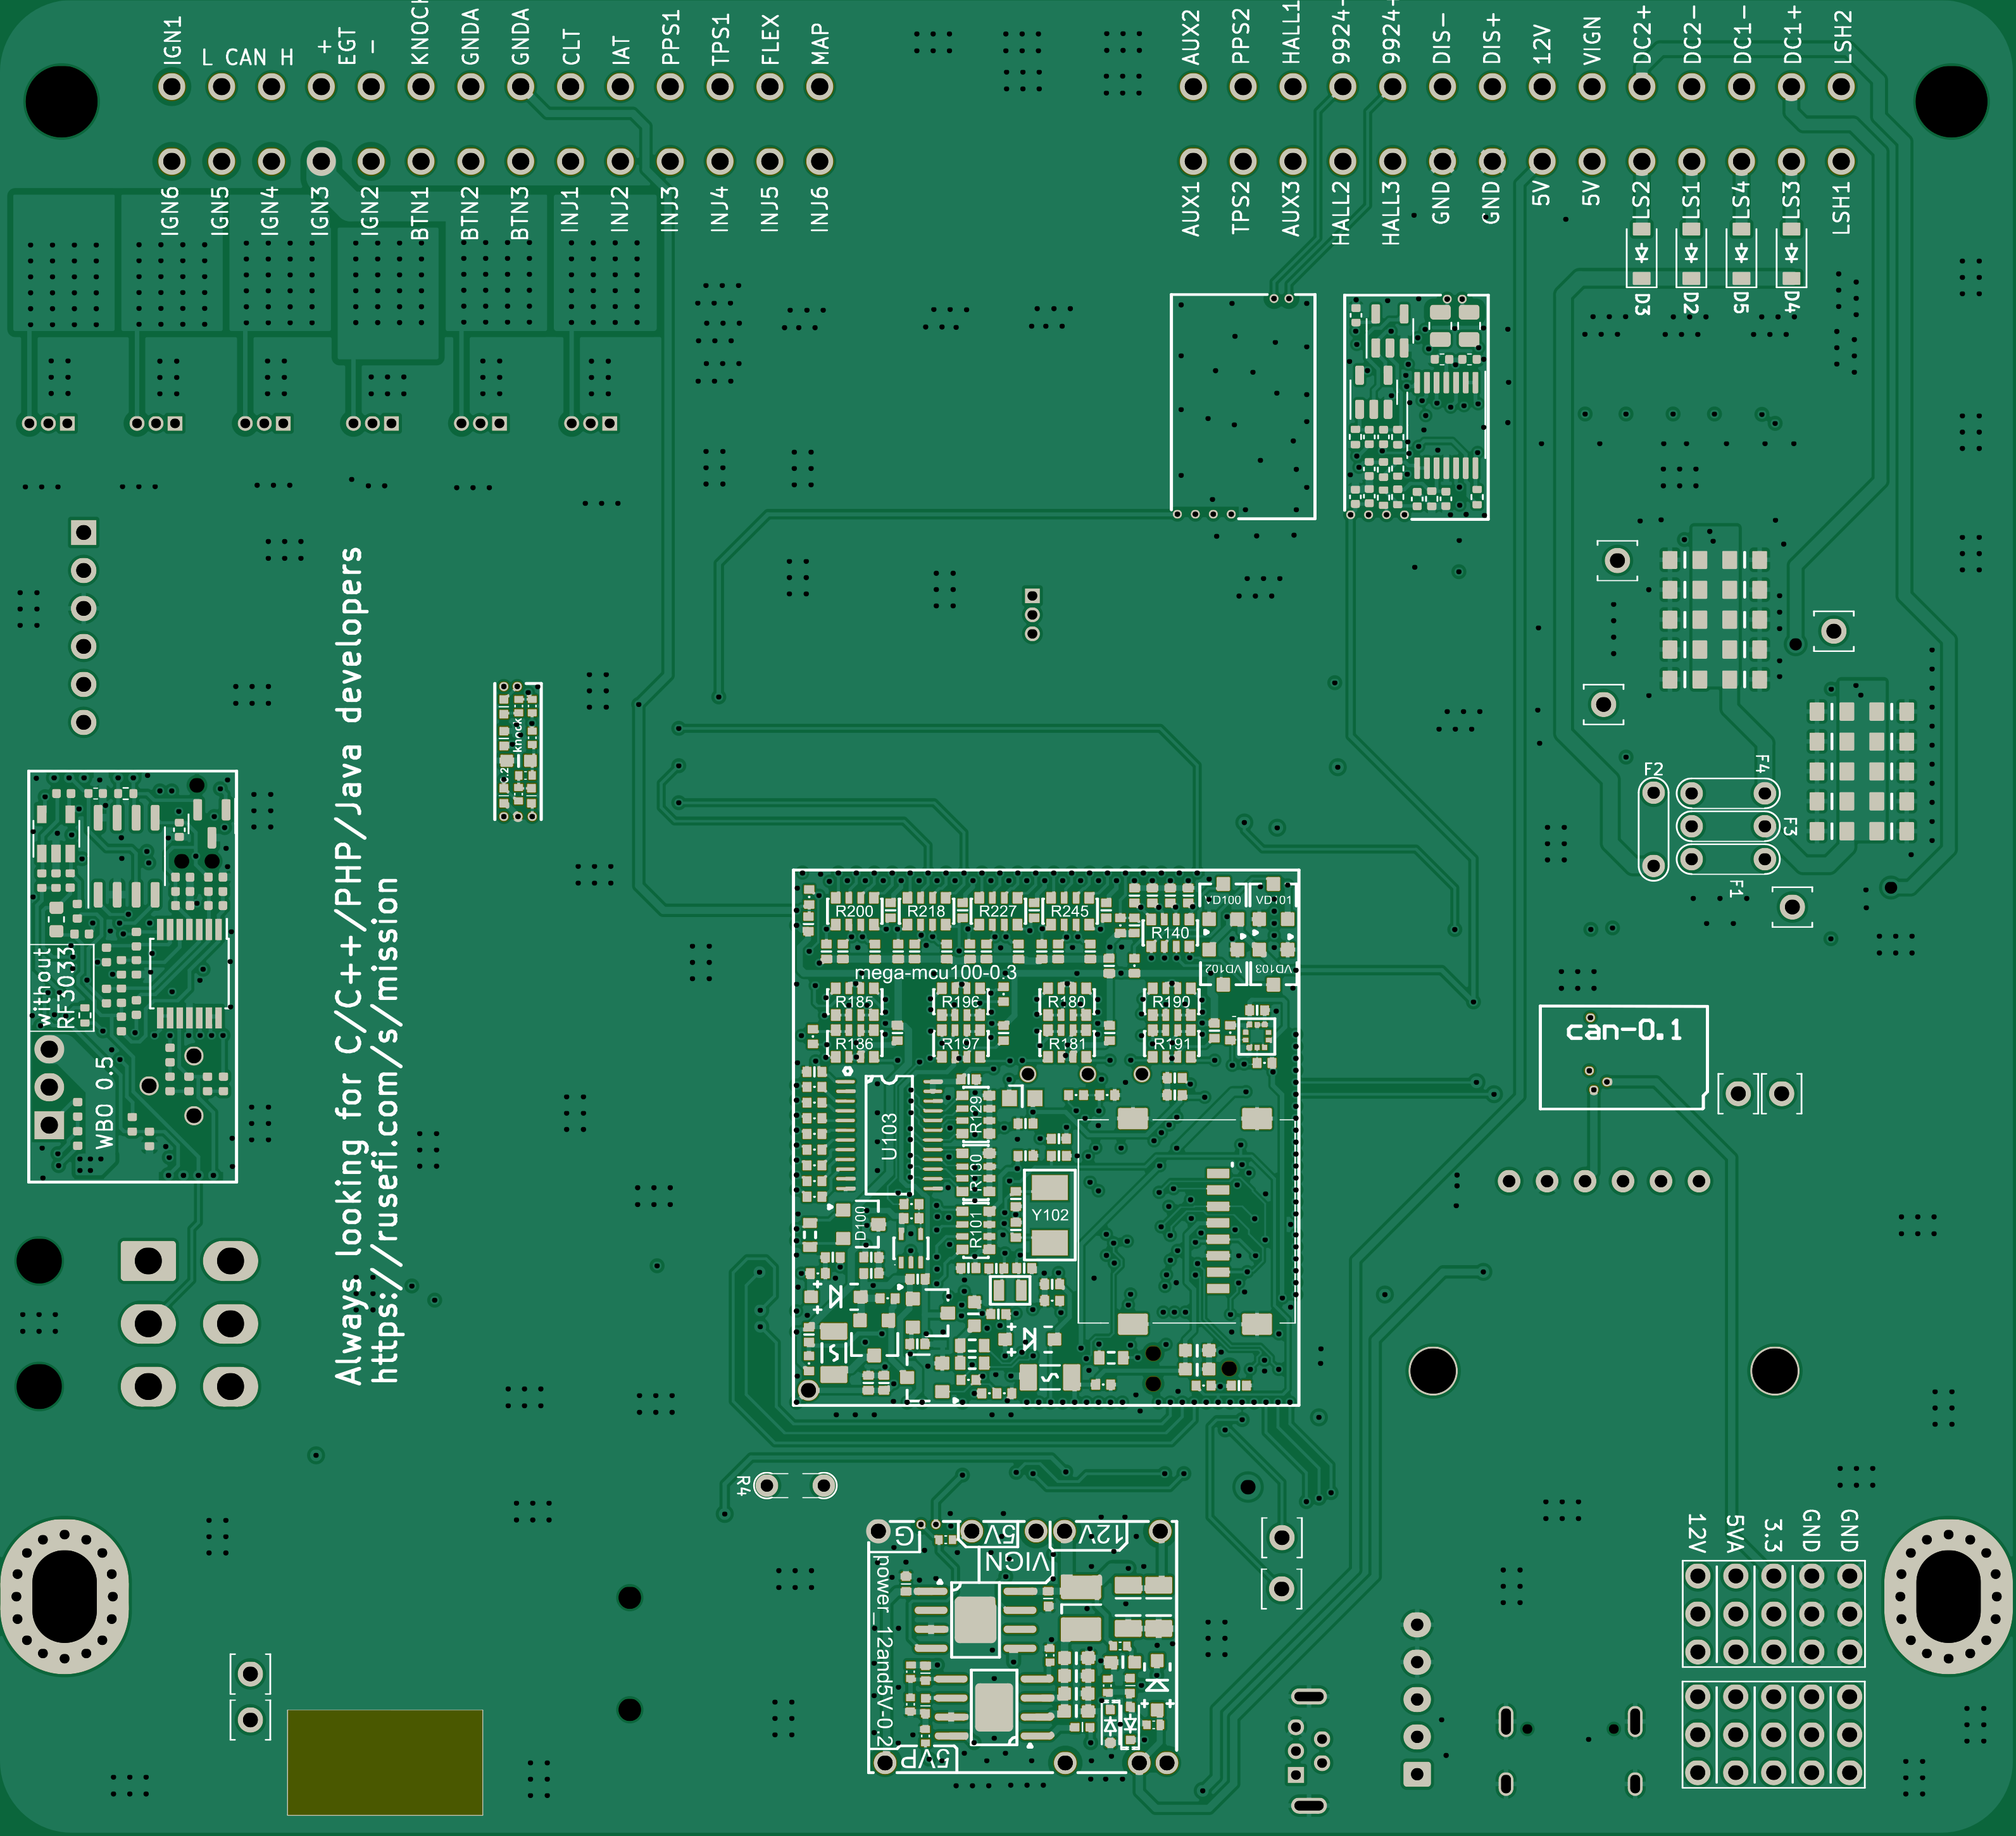 IGN1
L CAN H
+
EGT
-
KNOCK
GNDA
GNDA
CLT
IAT
PPS1
TPS1
FLEX
MAP
AUX2
PPS2
HALL1
9924-
9924-
DIS-
DIS+
12V
VIGN
DC2+
DC2-
DC1-
DC1+
LSH2
IGN6
IGN5
IGN4
IGN3
IGN2
BTN1
BTN2
BTN3
INJ1
INJ2
INJ3
INJ4
INJ5
INJ6
AUX1
TPS2
AUX3
HALL2
HALL3
GND
GND
5V
5V
LS2
LS1
LS4
LS3
LSH1
D3
D2
D5
D4
Always looking for C/C++/PHP/Java developers
https://rusefi.com/s/mission
knock
F2
F4
F3
F1
without
RF3033
WBO 0.5
R200
R218
R227
R245
VD100
VD101
R140
mega-mcu100-0.3
VD102
VD103
R185
R196
R180
R190
R136
R197
R181
R191
can-0.1
U103
R129
R100
R101
D100
Y102
R4
G
5V
12V
VIGN
power_12and5V-0.2
5VP
12V
5VA
3.3
GND
GND